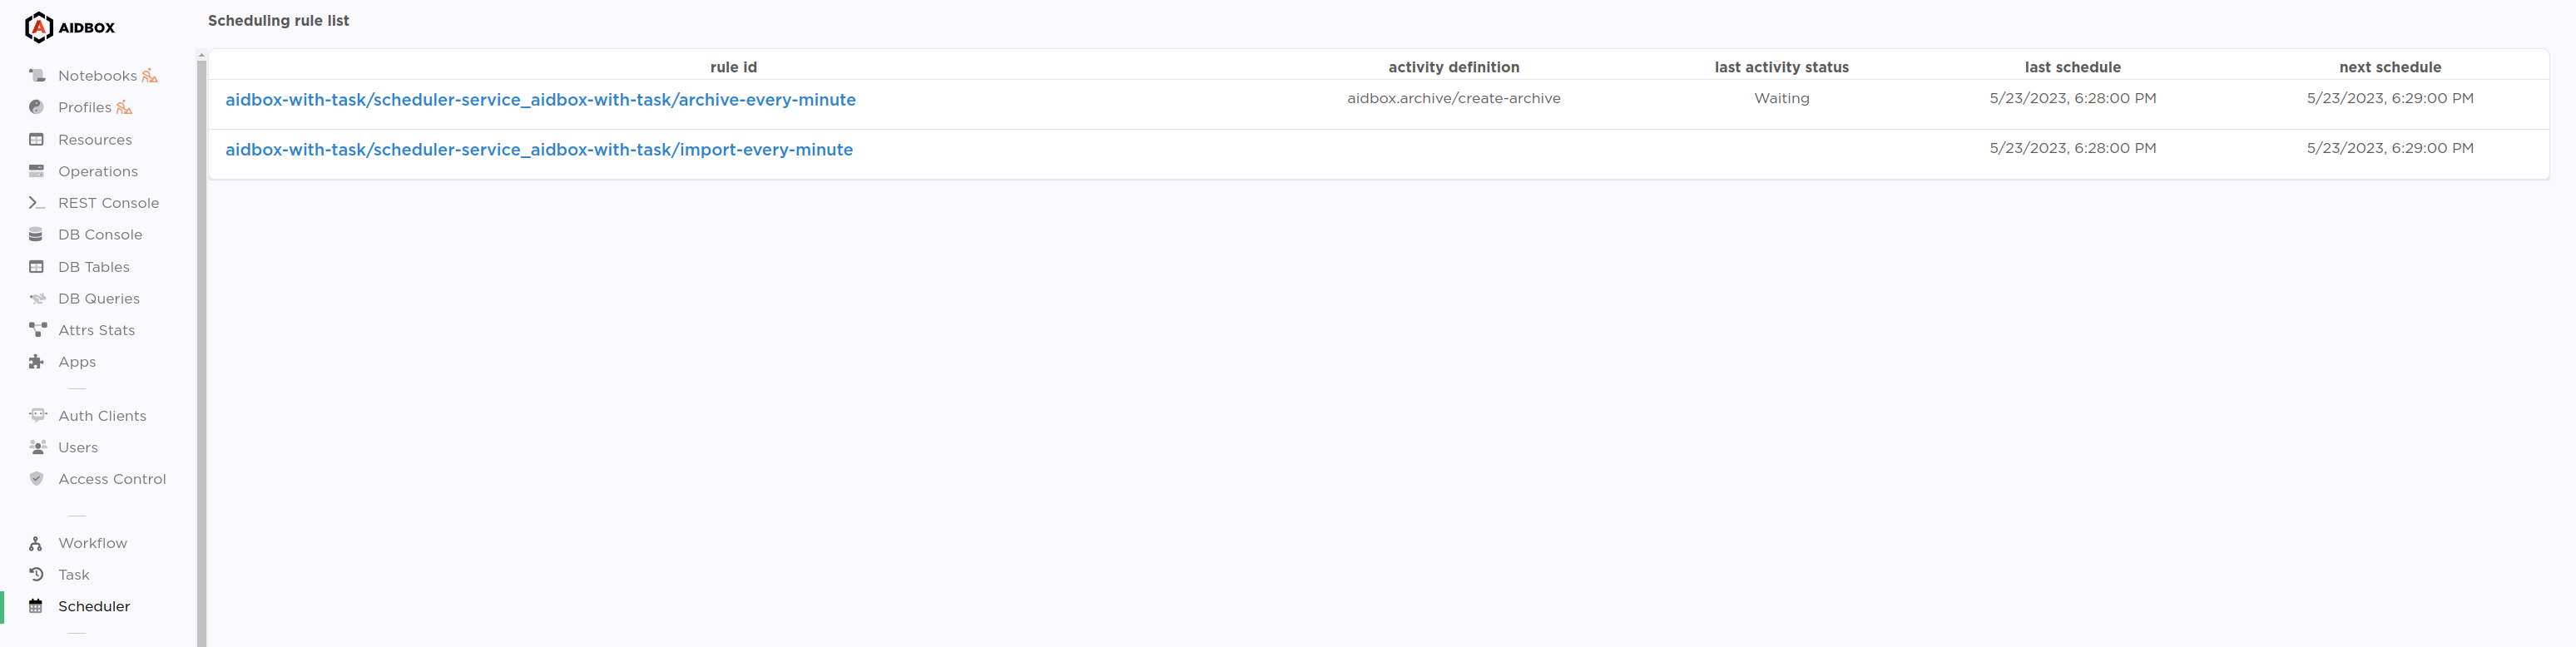 AIDBOX
Notebooks
Profiles
Resources
Operations
REST Console
DB Console
DB Tables
DB Queries
Attrs Stats
Apps
Auth Clients
Users
Access Control
Workflow
Task
Scheduler
Scheduling rule list
rule id activity definition last activity status last schedule next schedule
aidbox-with-task/scheduler-service_aidbox-with-task/archive-every-minute aidbox.archive/create-archive Waiting 5/23/2023, 6:28:00 PM 5/23/2023, 6:29:00 PM
aidbox-with-task/scheduler-service_aidbox-with-task/import-every-minute 5/23/2023, 6:28:00 PM 5/23/2023, 6:29:00 PM